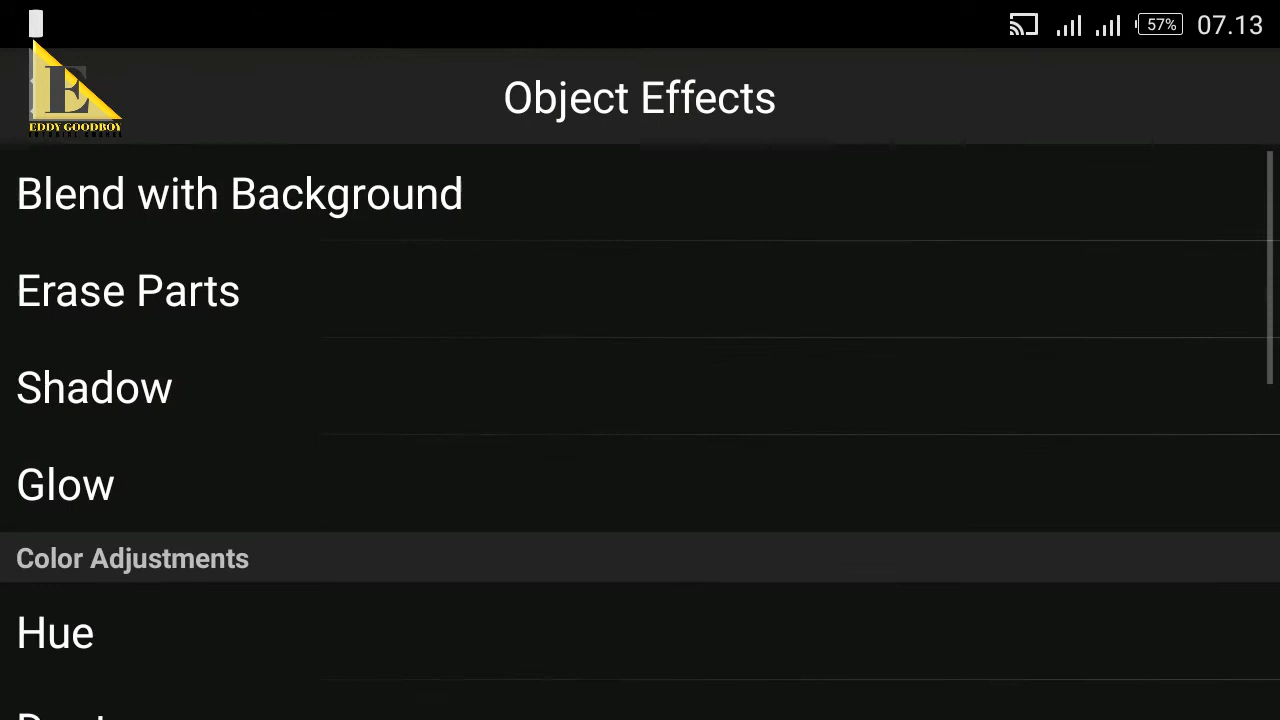 57%
07.13
E
EDDY GOODBOY
Object Effects
Blend with Background
Erase Parts
Shadow
Glow
Color Adjustments
Hue